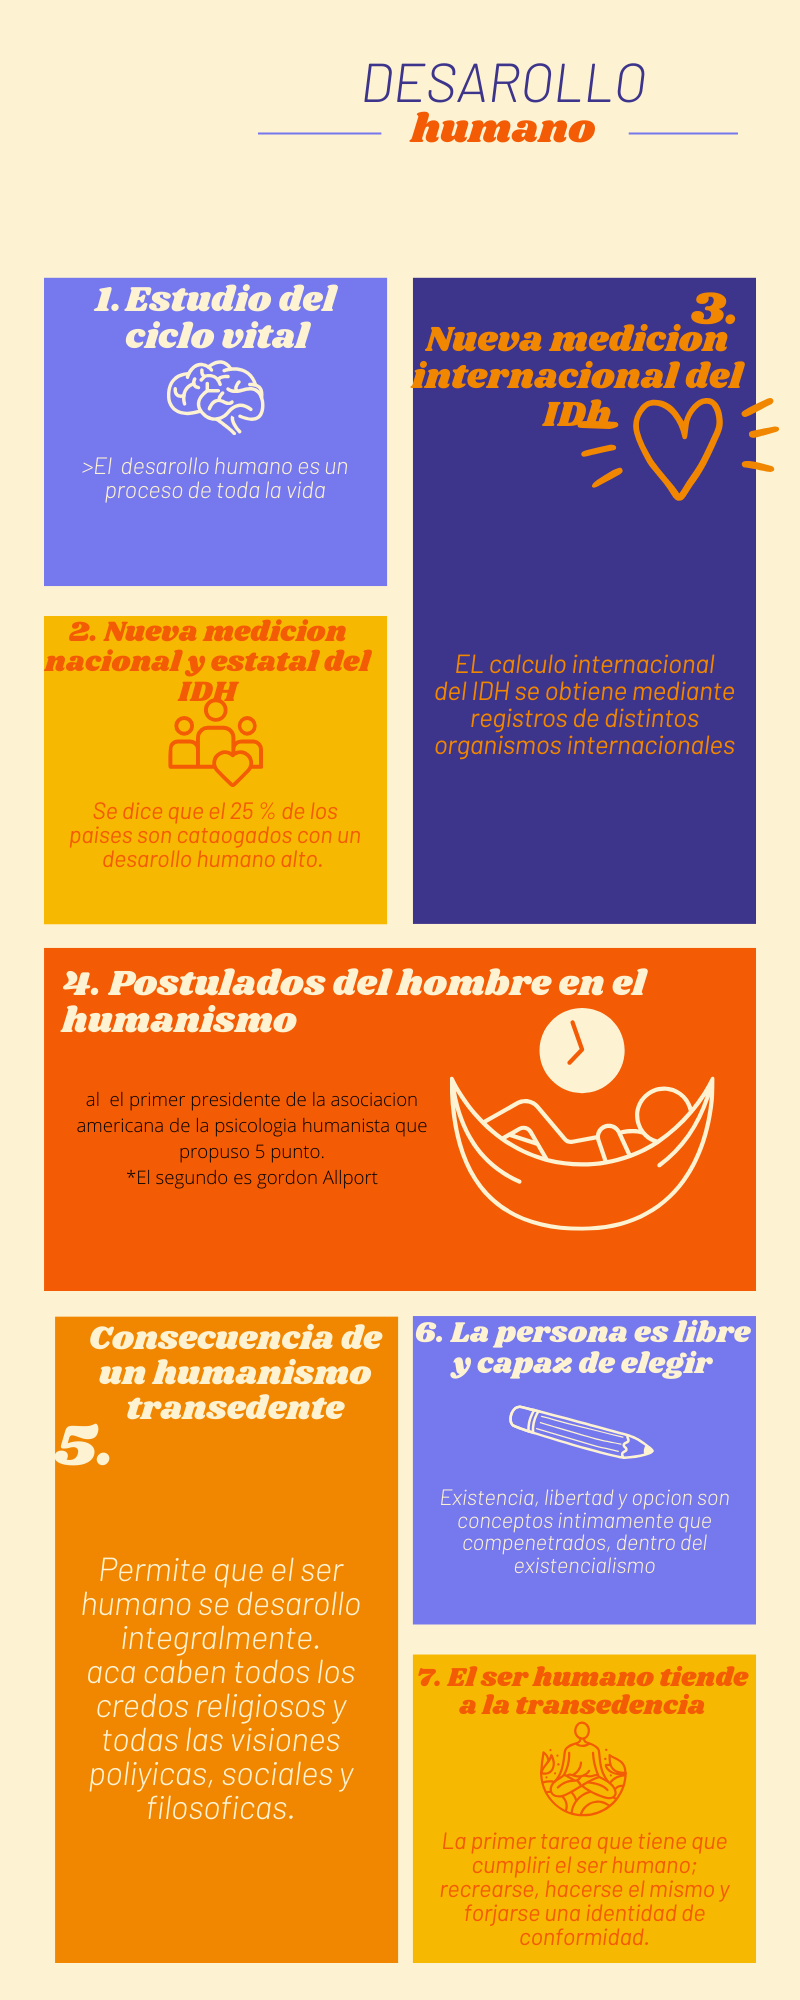 DESAROLLO
humano
1. Estudio del
ciclo vital
>El  desarollo humano es un
proceso de toda la vida
2. Nueva medicion
nacional y estatal del
IDH
Se dice que el 25 % de los
paises son cataogados con un
desarollo humano alto.
3.
Nueva medicion
internacional del
IDh
EL calculo internacional
del IDH se obtiene mediante
registros de distintos
organismos internacionales
4. Postulados del hombre en el
humanismo
al  el primer presidente de la asociacion
americana de la psicologia humanista que
propuso 5 punto.
*El segundo es gordon Allport
Consecuencia de
un humanismo
transedente
5.
Permite que el ser
humano se desarollo
integralmente.
aca caben todos los
credos religiosos y
todas las visiones
poliyicas, sociales y
filosoficas.
6. La persona es libre
y capaz de elegir
Existencia, libertad y opcion son
conceptos intimamente que
compenetrados, dentro del
existencialismo
7. El ser humano tiende
a la transedencia
La primer tarea que tiene que
cumpliri el ser humano;
recrearse, hacerse el mismo y
forjarse una identidad de
conformidad.